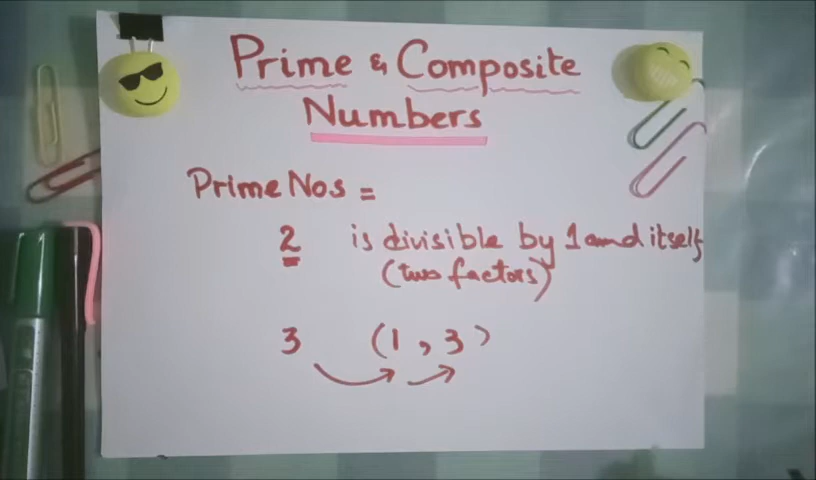 Prime & Composite
Numbers
Prime Nos =
2 is divisible by 1 and itself
(two factors)
3 (1, 3)